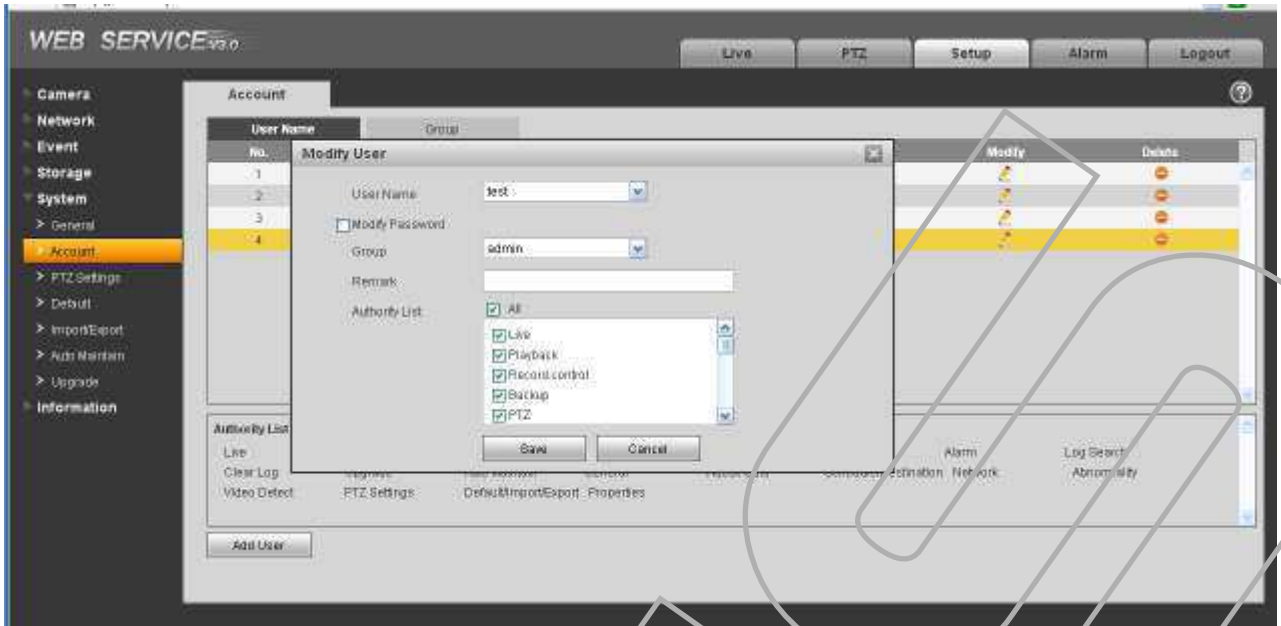 WEB SERVICE V3.0
Live
PTZ
Setup
Alarm
Logout
Camera
Network
Event
Storage
System
> General
> Account
> PTZ Settings
> Default
> Import/Export
> Auto Maintain
> Upgrade
Information
Account
User Name
Group
No.
Modify
Delete
1
2
3
4
Modify User
User Name
test
Modify Password
Group
admin
Remark
Authority List
All
Live
Playback
Record control
Backup
PTZ
Save
Cancel
Authority List
Live
Alarm
Log Search
Clear Log
Network
Abnormality
Video Detect
PTZ Settings
Default/Import/Export
Properties
Add User